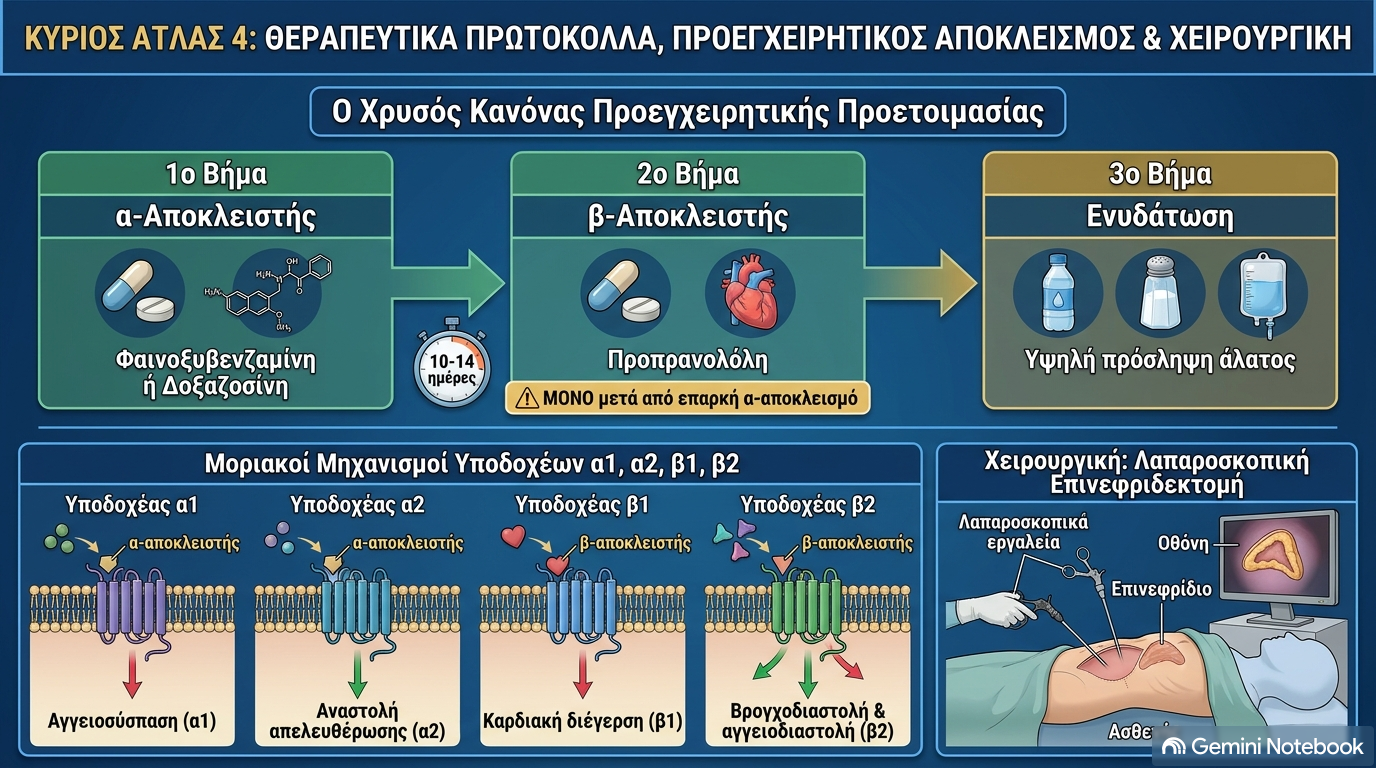 ΚΥΡΙΟΣ ΑΤΛΑΣ 4: ΘΕΡΑΠΕΥΤΙΚΑ ΠΡΩΤΟΚΟΛΛΑ, ΠΡΟΕΓΧΕΙΡΗΤΙΚΟΣ ΑΠΟΚΛΕΙΣΜΟΣ & ΧΕΙΡΟΥΡΓΙΚΗ
Ο Χρυσός Κανόνας Προεγχειρητικής Προετοιμασίας
1ο Βήμα
α-Αποκλειστής
Φαινοξυβενζαμίνη
ή Δοξαζοσίνη
10-14
ημέρες
2ο Βήμα
β-Αποκλειστής
Προπρανολόλη
ΜΟΝΟ μετά από επαρκή α-αποκλεισμό
3ο Βήμα
Ενυδάτωση
Υψηλή πρόσληψη άλατος
Μοριακοί Μηχανισμοί Υποδοχέων α1, α2, β1, β2
Υποδοχέας α1
α-αποκλειστής
Αγγειοσύσπαση (α1)
Υποδοχέας α2
α-αποκλειστής
Αναστολή
απελευθέρωσης (α2)
Υποδοχέας β1
β-αποκλειστής
Καρδιακή διέγερση (β1)
Υποδοχέας β2
β-αποκλειστής
Βρογχοδιαστολή &
αγγειοδιαστολή (β2)
Χειρουργική: Λαπαροσκοπική
Επινεφριδεκτομή
Λαπαροσκοπικά
εργαλεία
Οθόνη
Επινεφρίδιο
Gemini Notebook